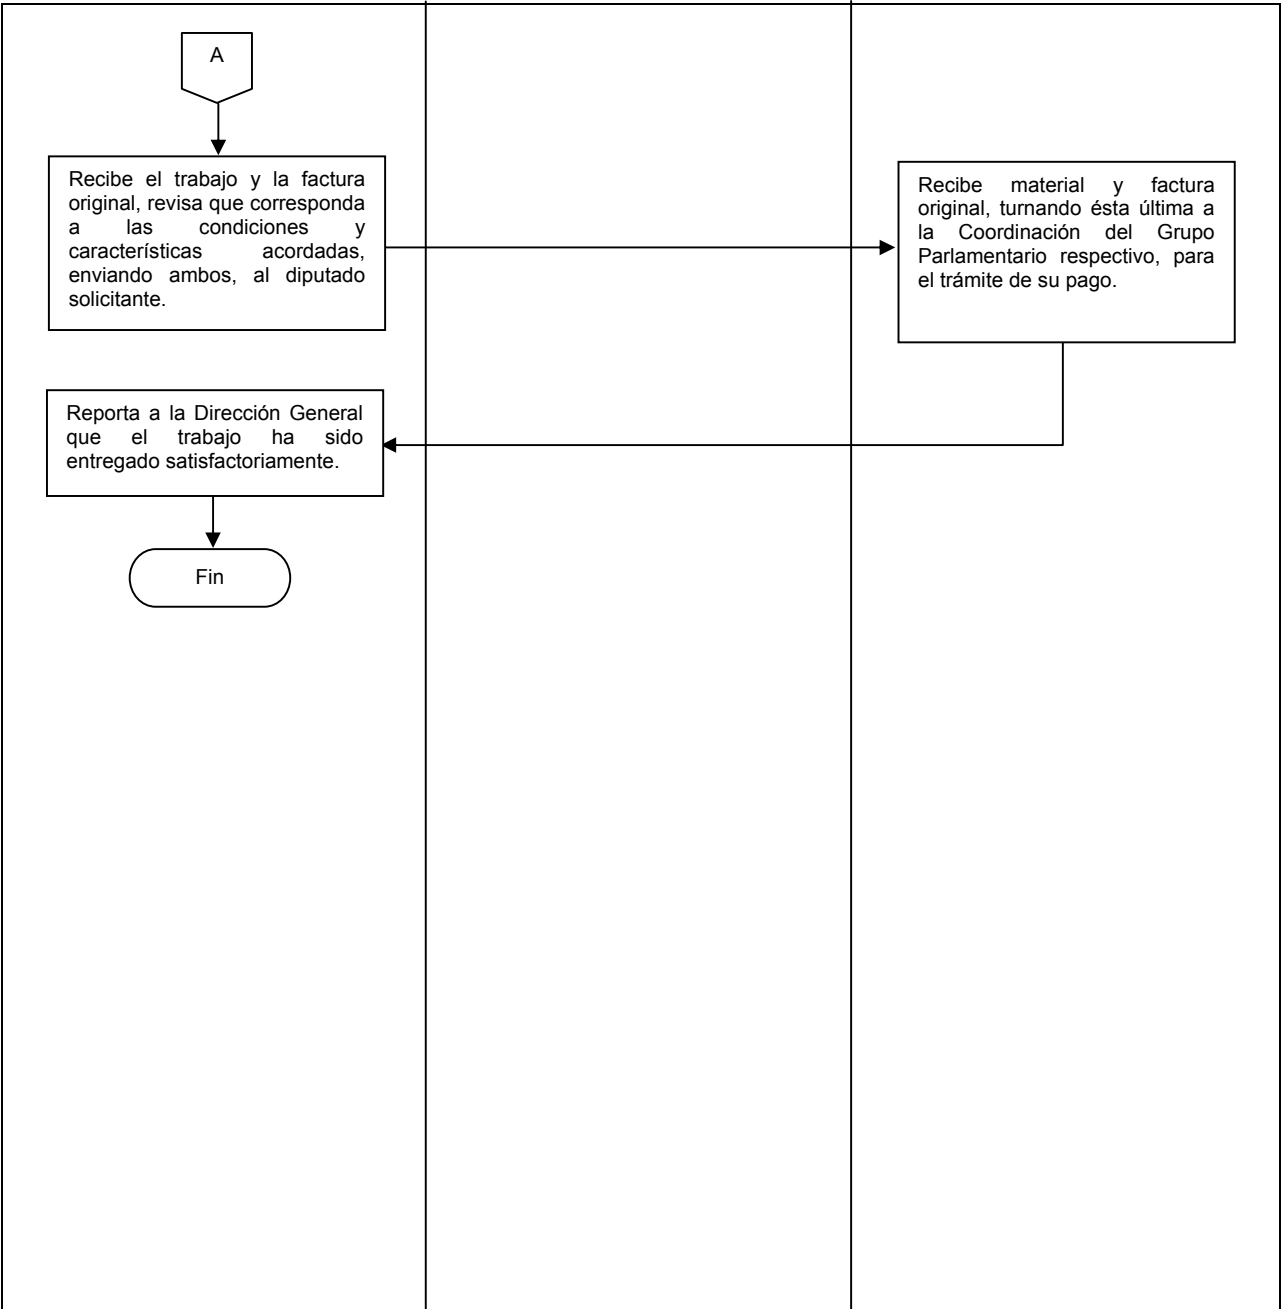 A
Recibe el trabajo y la factura
original, revisa que corresponda
a las condiciones y
características acordadas,
enviando ambos, al diputado
solicitante.
Recibe material y factura
original, turnando ésta última a
la Coordinación del Grupo
Parlamentario respectivo, para
el trámite de su pago.
Reporta a la Dirección General
que el trabajo ha sido
entregado satisfactoriamente.
Fin